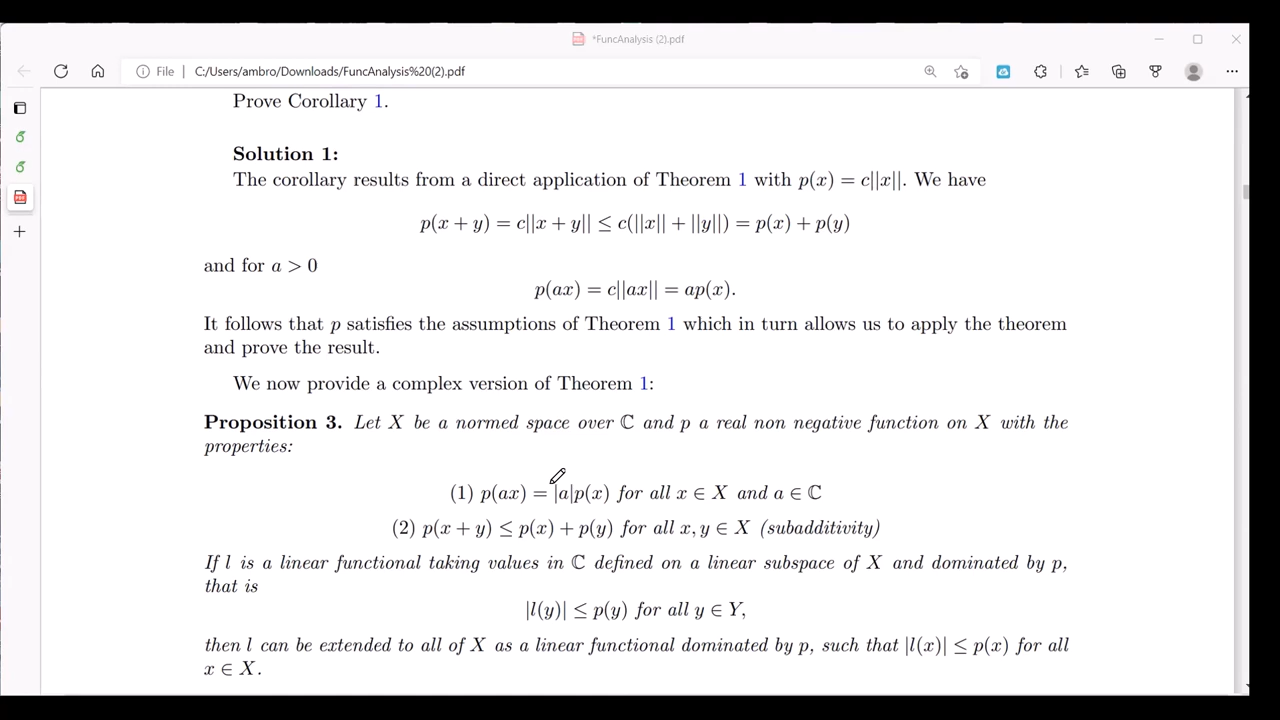 *FuncAnalysis (2).pdf
File | C:/Users/ambro/Downloads/FuncAnalysis%20(2).pdf
Prove Corollary 1.
Solution 1:
The corollary results from a direct application of Theorem 1 with p(x) = c||x||. We have
p(x + y) = c||x + y|| ≤ c(||x|| + ||y||) = p(x) + p(y)
and for a > 0
p(ax) = c||ax|| = ap(x).
It follows that p satisfies the assumptions of Theorem 1 which in turn allows us to apply the theorem
and prove the result.
We now provide a complex version of Theorem 1:
Proposition 3. Let X be a normed space over ℂ and p a real non negative function on X with the
properties:
(1) p(ax) = |a|p(x) for all x ∈ X and a ∈ ℂ
(2) p(x + y) ≤ p(x) + p(y) for all x, y ∈ X (subadditivity)
If l is a linear functional taking values in ℂ defined on a linear subspace of X and dominated by p,
that is
|l(y)| ≤ p(y) for all y ∈ Y,
then l can be extended to all of X as a linear functional dominated by p, such that |l(x)| ≤ p(x) for all
x ∈ X.